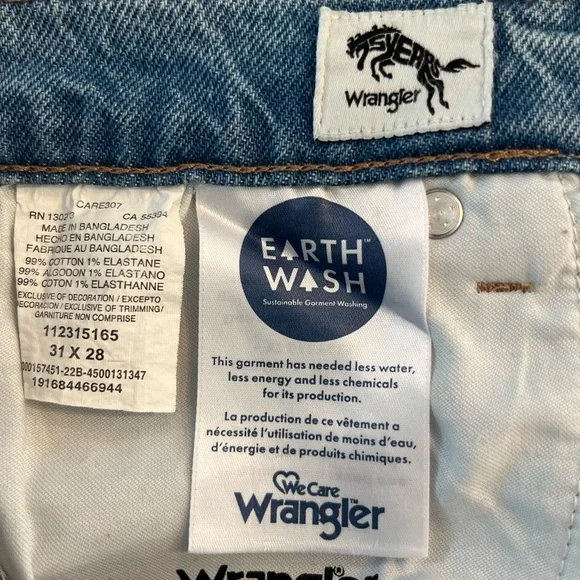 75 YEARS
Wrangler
CARE307
RN 130273 CA 55394
MADE IN BANGLADESH
HECHO EN BANGLADESH
FABRIQUE AU BANGLADESH
99% COTTON 1% ELASTANE
99% ALGODON 1% ELASTANO
99% COTON 1% ELASTHANNE
EXCLUSIVE OF DECORATION / EXCEPTO
DECORACION / EXCLUSIVE OF TRIMMING/
GARNITURE NON COMPRISE
112315165
31 X 28
000157451-22B-4500131347
191684466944
EARTH™
WASH
Sustainable Garment Washing
This garment has needed less water,
less energy and less chemicals
for its production.
La production de ce vêtement a
nécessité l'utilisation de moins d'eau,
d'énergie et de produits chimiques.
We Care
Wrangler™
Wrangler